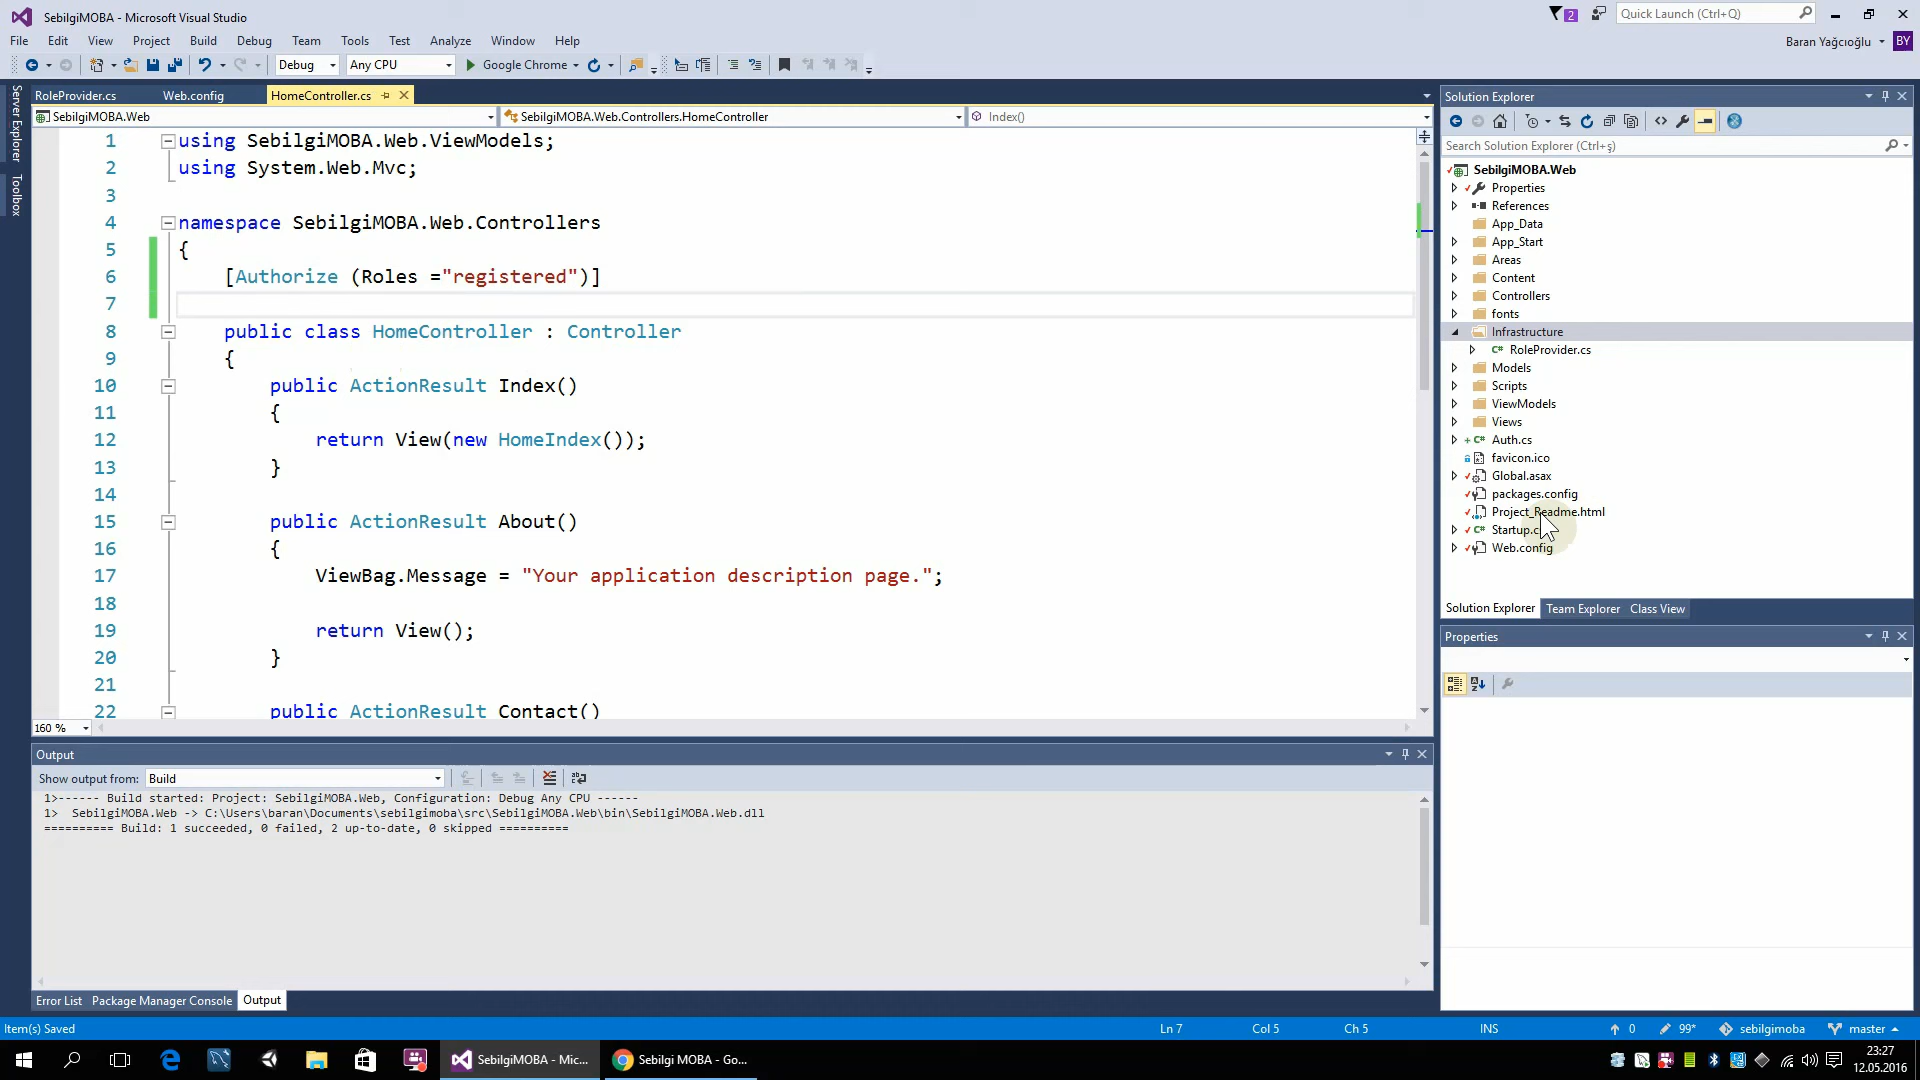 SebilgiMOBA - Microsoft Visual Studio
2
Quick Launch (Ctrl+Q)
File Edit View Project Build Debug Team Tools Test Analyze Window Help
Baran Yağcıoğlu BY
Debug Any CPU Google Chrome
Server Explorer
Toolbox
RoleProvider.cs Web.config HomeController.cs
SebilgiMOBA.Web SebilgiMOBA.Web.Controllers.HomeController Index()
1 using SebilgiMOBA.Web.ViewModels;
2 using System.Web.Mvc;
3
4 namespace SebilgiMOBA.Web.Controllers
5 {
6 [Authorize (Roles ="registered")]
7
8 public class HomeController : Controller
9 {
10 public ActionResult Index()
11 {
12 return View(new HomeIndex());
13 }
14
15 public ActionResult About()
16 {
17 ViewBag.Message = "Your application description page.";
18
19 return View();
20 }
21
22 public ActionResult Contact()
160 %
Output
Show output from: Build
1>------ Build started: Project: SebilgiMOBA.Web, Configuration: Debug Any CPU ------
1> SebilgiMOBA.Web -> C:\Users\baran\Documents\sebilgimoba\src\SebilgiMOBA.Web\bin\SebilgiMOBA.Web.dll
========== Build: 1 succeeded, 0 failed, 2 up-to-date, 0 skipped ==========
Error List Package Manager Console Output
Solution Explorer
Search Solution Explorer (Ctrl+ş)
SebilgiMOBA.Web
Properties
References
App_Data
App_Start
Areas
Content
Controllers
fonts
Infrastructure
RoleProvider.cs
Models
Scripts
ViewModels
Views
Auth.cs
favicon.ico
Global.asax
packages.config
Project_Readme.html
Startup.c
Web.config
Solution Explorer Team Explorer Class View
Properties
Item(s) Saved Ln 7 Col 5 Ch 5 INS 0 99* sebilgimoba master
SebilgiMOBA - Mic... Sebilgi MOBA - Go...
23:27
12.05.2016